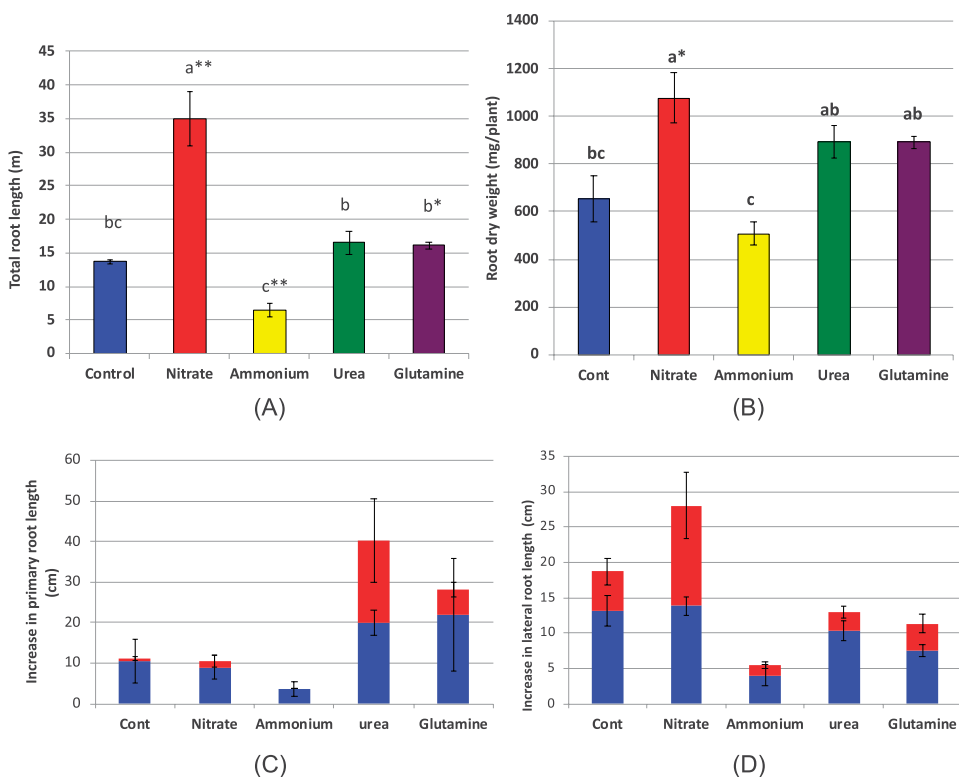 Total root length (m)
45
40
35
30
25
20
15
10
5
0
bc
a**
c**
b
b*
Control Nitrate Ammonium Urea Glutamine
(A)
Root dry weight (mg/plant)
1400
1200
1000
800
600
400
200
0
bc
a*
c
ab
ab
Cont Nitrate Ammonium Urea Glutamine
(B)
Increase in primary root length
(cm)
60
50
40
30
20
10
0
Cont Nitrate Ammonium urea Glutamine
(C)
Increase in lateral root length (cm)
35
30
25
20
15
10
5
0
Cont Nitrate Ammonium urea Glutamine
(D)